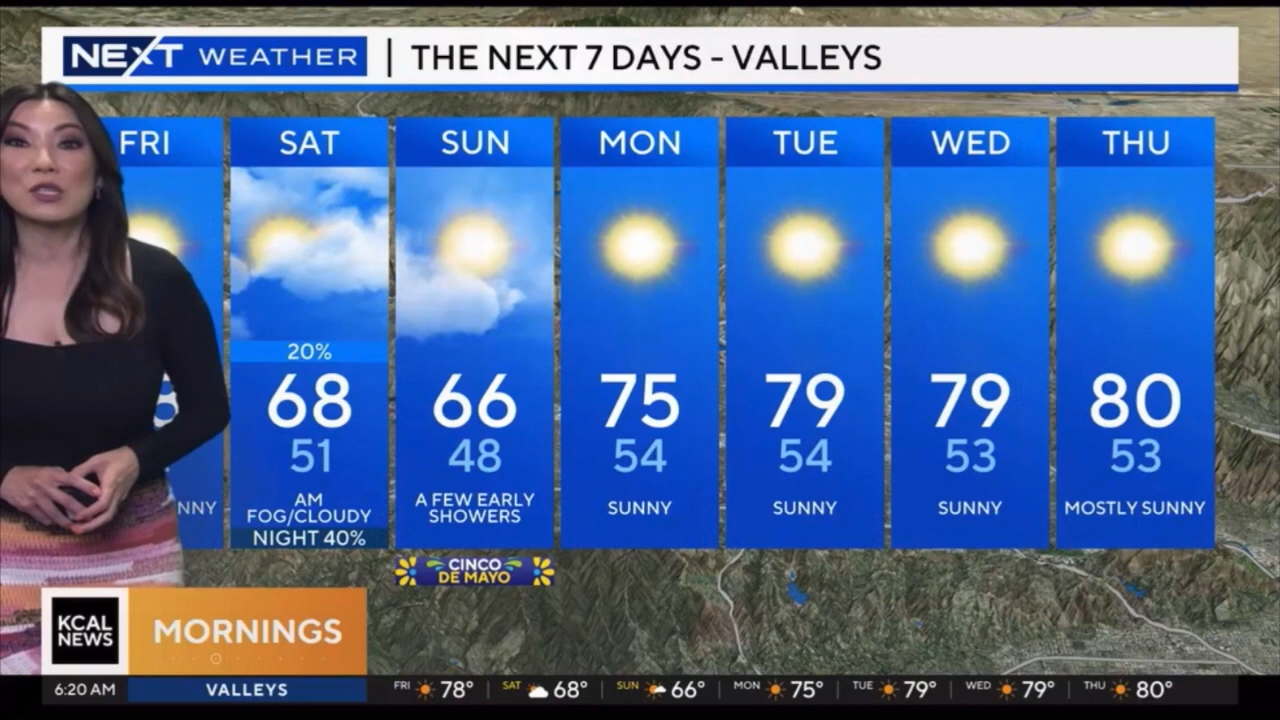 NEXT WEATHER | THE NEXT 7 DAYS - VALLEYS
FRI SAT SUN MON TUE WED THU
20%
68 66 75 79 79 80
51 48 54 54 53 53
NNY
AM
FOG/CLOUDY
NIGHT 40%
A FEW EARLY
SHOWERS
SUNNY
SUNNY
SUNNY
MOSTLY SUNNY
CINCO
DE MAYO
KCAL
NEWS
MORNINGS
6:20 AM VALLEYS FRI 78° SAT 68° SUN 66° MON 75° TUE 79° WED 79° THU 80°